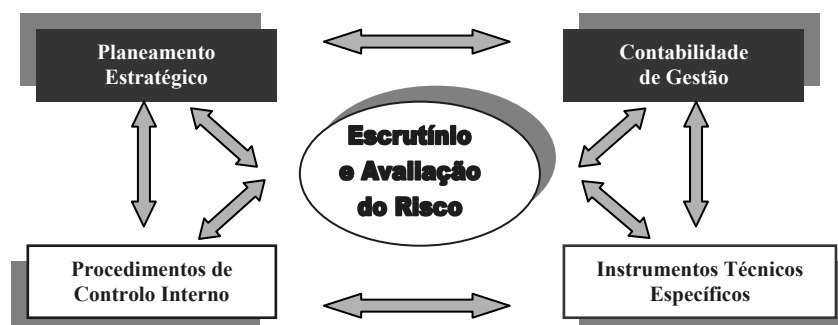 Planeamento
Estratégico
Contabilidade
de Gestão
Escrutínio
e Avaliação
do Risco
Procedimentos de
Controlo Interno
Instrumentos Técnicos
Específicos